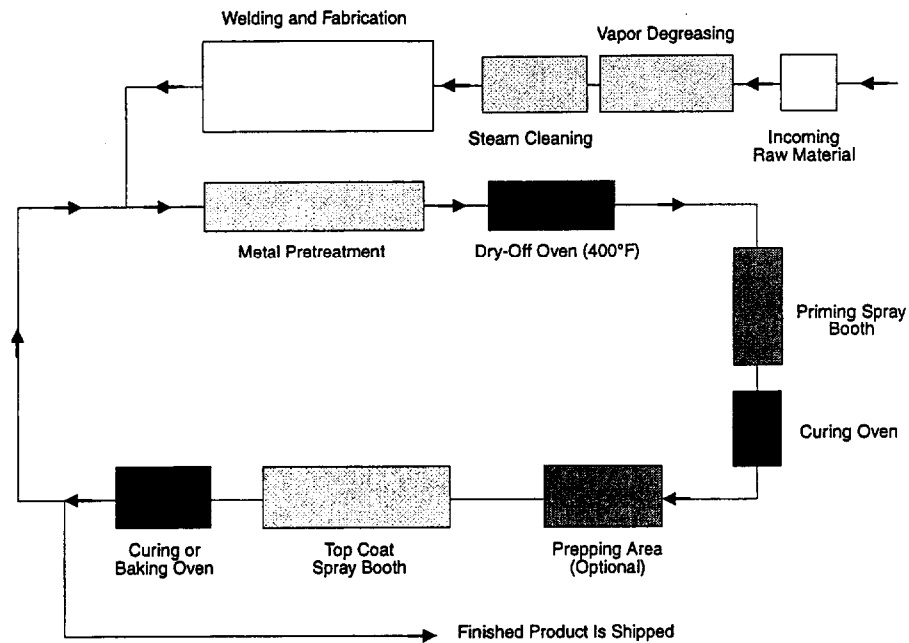 Welding and Fabrication
Vapor Degreasing
Steam Cleaning
Incoming
Raw Material
Metal Pretreatment
Dry-Off Oven (400°F)
Priming Spray
Booth
Curing Oven
Curing or
Baking Oven
Top Coat
Spray Booth
Prepping Area
(Optional)
Finished Product Is Shipped